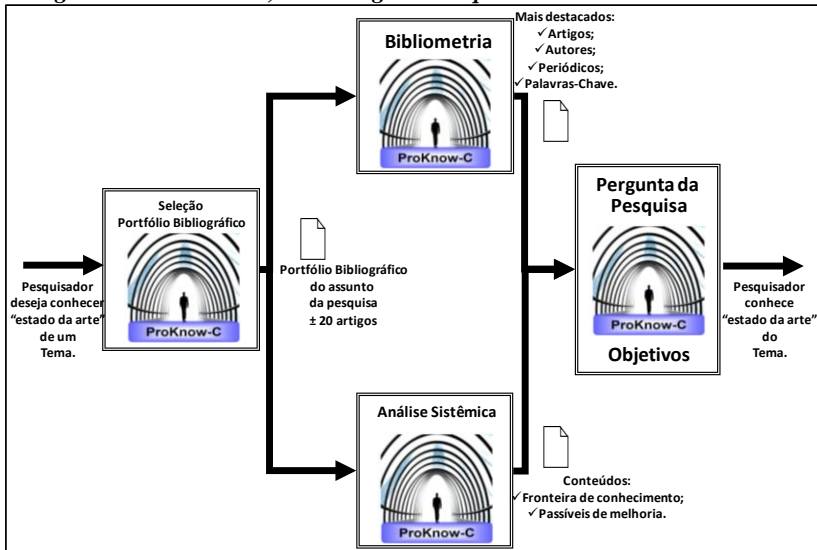 Pesquisador
deseja conhecer
“estado da arte”
de um
Tema.
Seleção
Portfólio Bibliográfico
ProKnow-C
Portfólio Bibliográfico
do assunto
da pesquisa
± 20 artigos
Bibliometria
ProKnow-C
Mais destacados:
✓Artigos;
✓Autores;
✓Periódicos;
✓Palavras-Chave.
Análise Sistêmica
ProKnow-C
Conteúdos:
✓Fronteira de conhecimento;
✓Passíveis de melhoria.
Pergunta da
Pesquisa
ProKnow-C
Objetivos
Pesquisador
conhece
“estado da arte”
do
Tema.